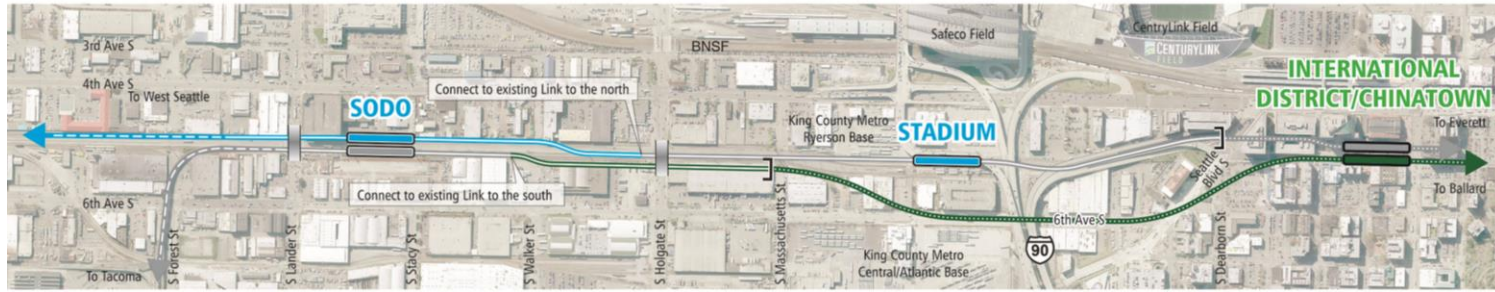 3rd Ave S
4th Ave S
To West Seattle
SODO
Connect to existing Link to the north
BNSF
Safeco Field
CentryLink Field
CENTURYLINK
FIELD
INTERNATIONAL
DISTRICT/CHINATOWN
To Everett
King County Metro
Ryerson Base
STADIUM
Connect to existing Link to the south
6th Ave S
To Tacoma
S Forest St
S Lander St
S Stacy St
S Walker St
S Holgate St
S Massachusetts St
King County Metro
Central/Atlantic Base
6th Ave S
90
Seattle
Blvd S
S Dearborn St
To Ballard